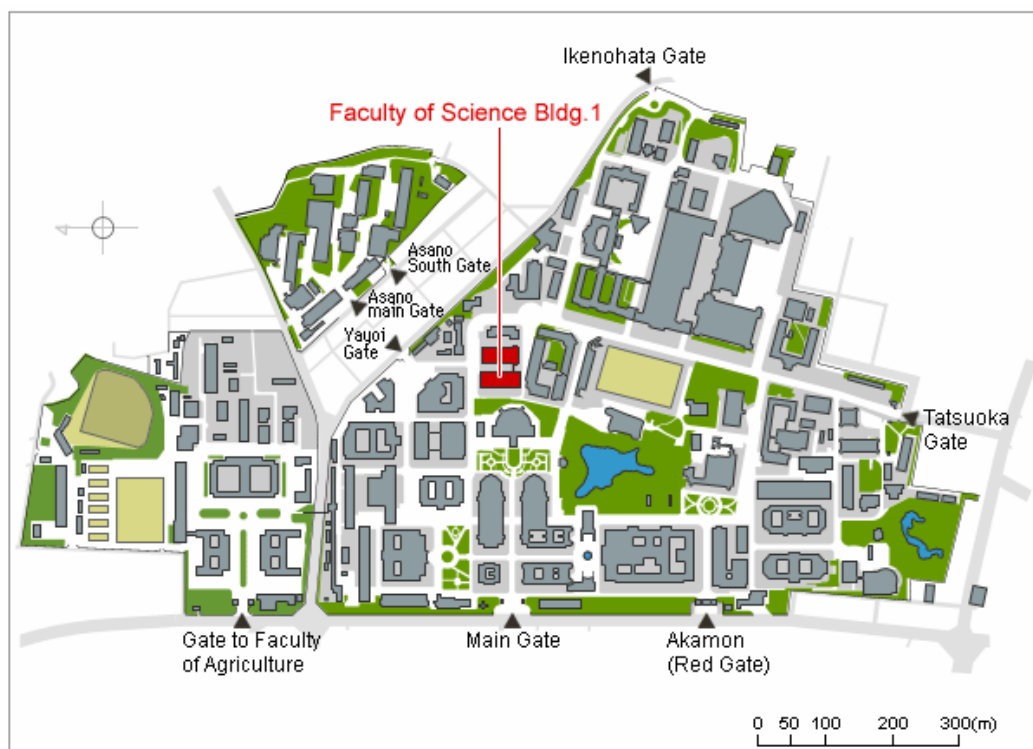 Ikenohata Gate
Faculty of Science Bldg.1
Asano
South Gate
Asano
main Gate
Yayoi
Gate
Tatsuoka
Gate
Gate to Faculty
of Agriculture
Main Gate
Akamon
(Red Gate)
0 50 100 200 300(m)